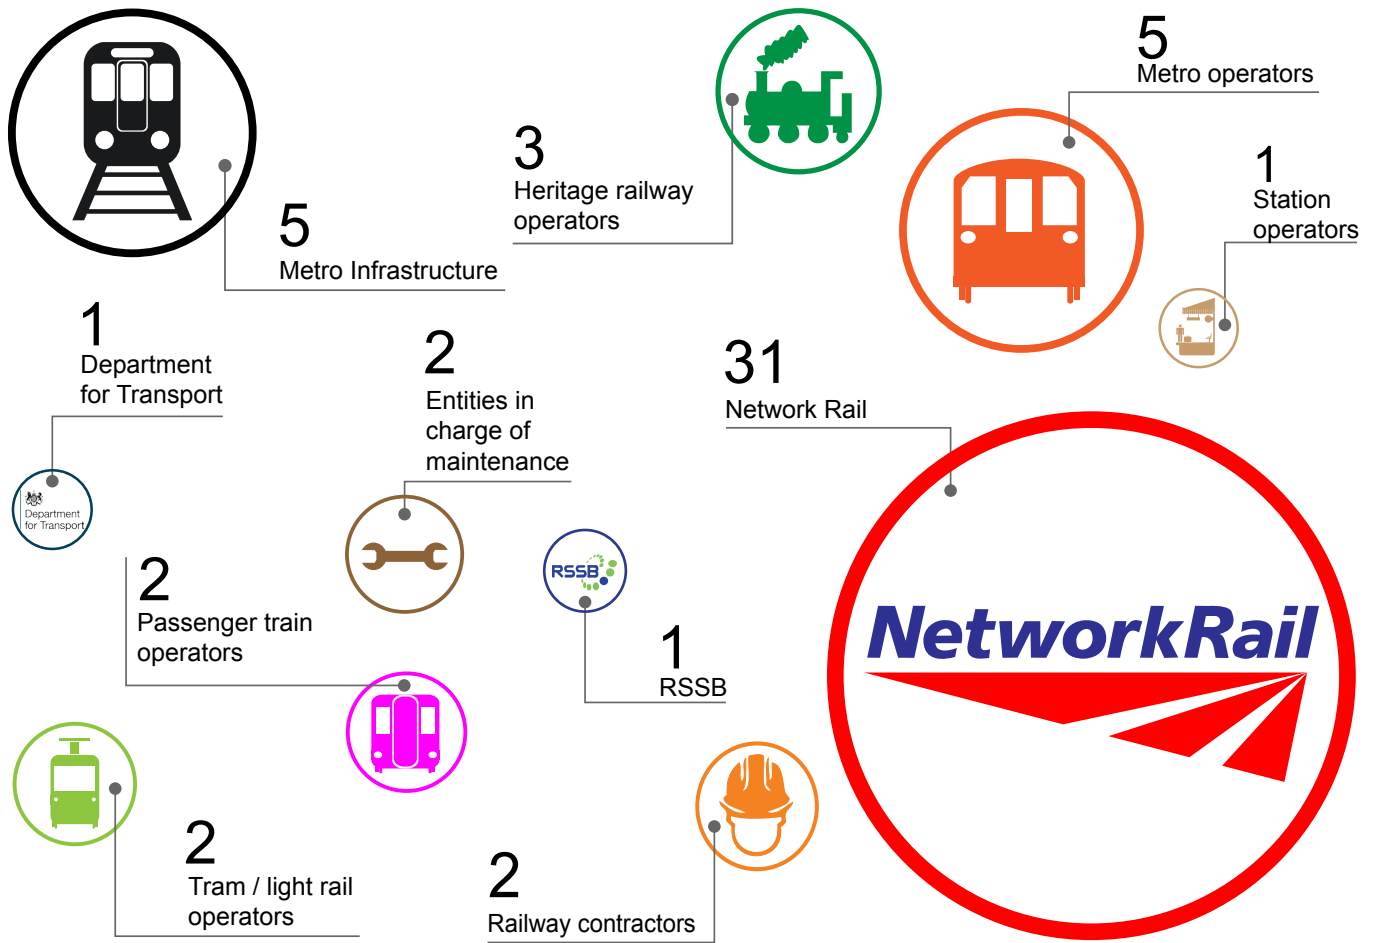 5
Metro Infrastructure
3
Heritage railway
operators
5
Metro operators
1
Station
operators
1
Department
for Transport
Department
for Transport
2
Entities in
charge of
maintenance
31
Network Rail
NetworkRail
2
Passenger train
operators
RSSB
1
RSSB
2
Tram / light rail
operators
2
Railway contractors